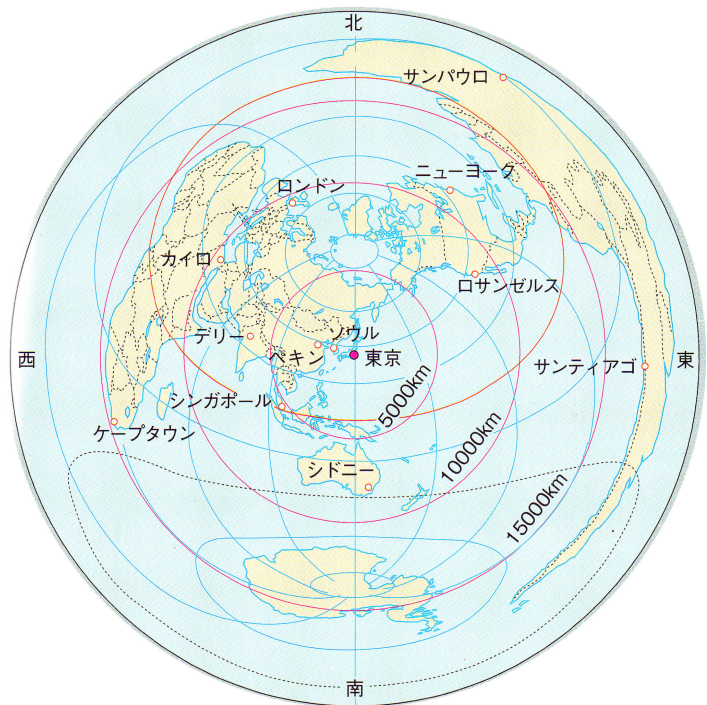 北
サンパウロ
ニューヨーク
ロンドン
カイロ
ロサンゼルス
デリー
ソウル
ペキン
東京
西
東
サンティアゴ
シンガポール
5000km
ケープタウン
10000km
シドニー
15000km
南